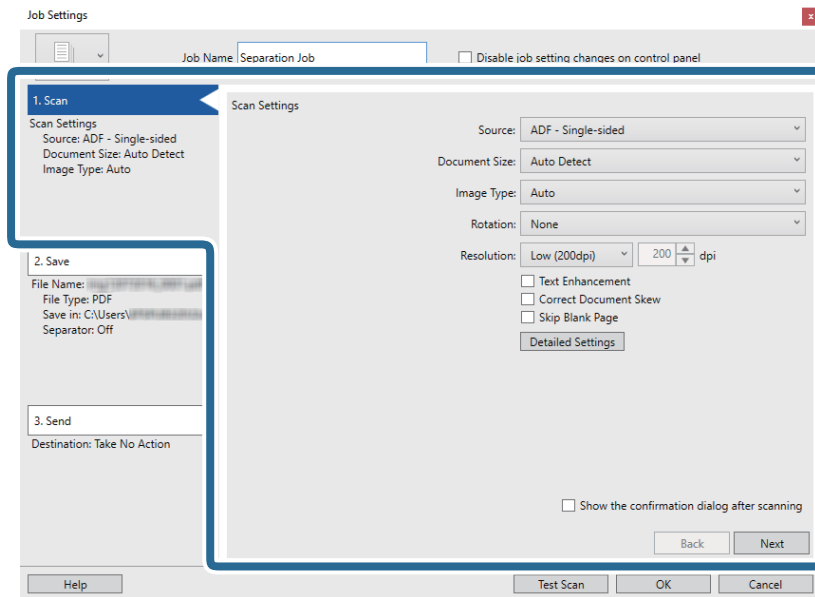 Job Settings
x
Job Name Separation Job Disable job setting changes on control panel
1. Scan
Scan Settings
Source: ADF - Single-sided
Document Size: Auto Detect
Image Type: Auto
2. Save
File Name:
File Type: PDF
Save in: C:\Users\
Separator: Off
3. Send
Destination: Take No Action
Scan Settings
Source: ADF - Single-sided
Document Size: Auto Detect
Image Type: Auto
Rotation: None
Resolution: Low (200dpi) 200 dpi
Text Enhancement
Correct Document Skew
Skip Blank Page
Detailed Settings
Show the confirmation dialog after scanning
Back Next
Help Test Scan OK Cancel